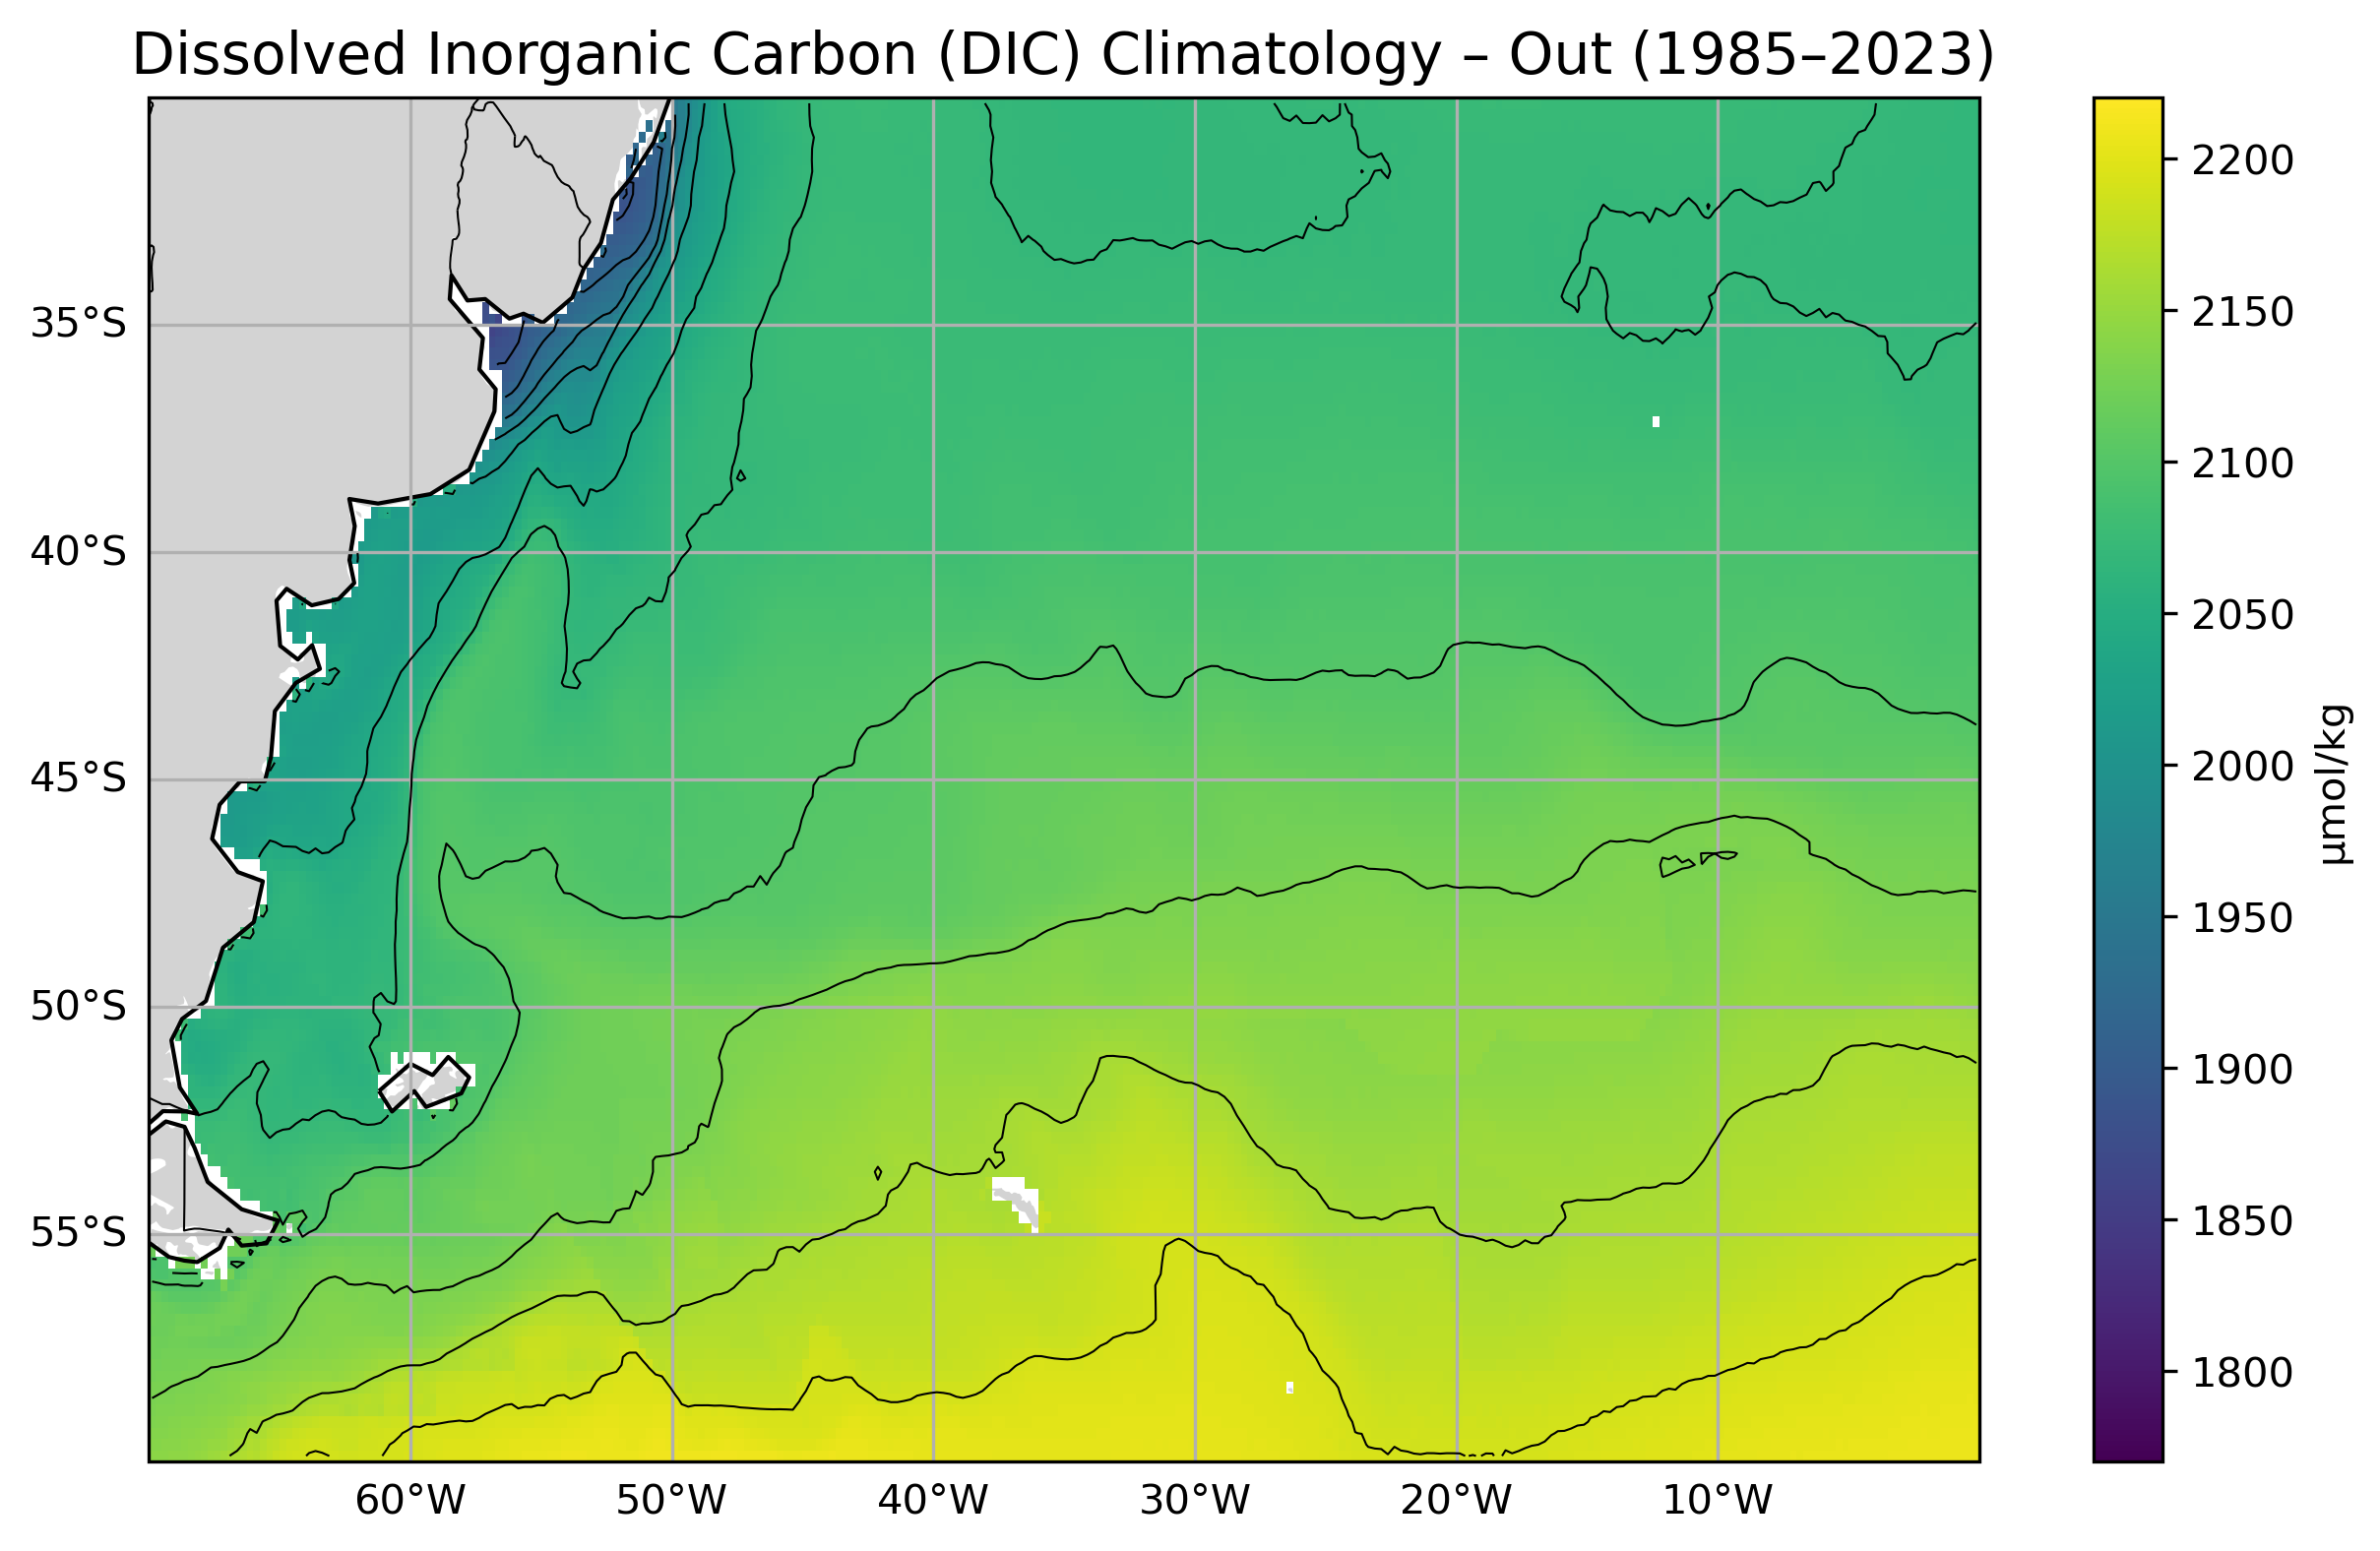 Dissolved Inorganic Carbon (DIC) Climatology – Out (1985–2023)
35°S
40°S
45°S
50°S
55°S
60°W
50°W
40°W
30°W
20°W
10°W
2200
2150
2100
2050
2000
1950
1900
1850
1800
µmol/kg